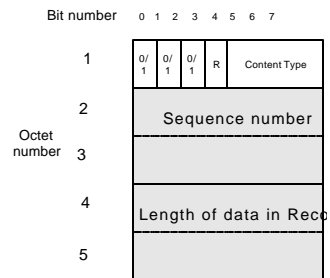 Bit number 0 1 2 3 4 5 6 7
1 0/1 0/1 0/1 R Content Type
2 Sequence number
Octet number
3
4 Length of data in Reco
5